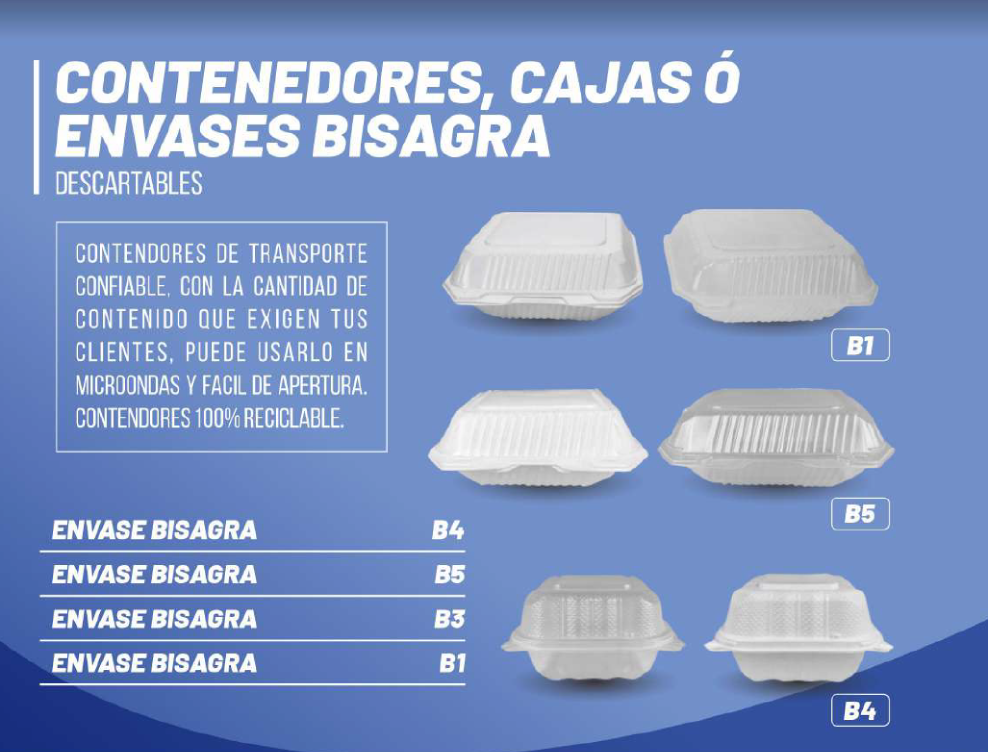 CONTENEDORES, CAJAS Ó
ENVASES BISAGRA
DESCARTABLES
CONTENDORES DE TRANSPORTE
CONFIABLE, CON LA CANTIDAD DE
CONTENIDO QUE EXIGEN TUS
CLIENTES, PUEDE USARLO EN
MICROONDAS Y FACIL DE APERTURA.
CONTENDORES 100% RECICLABLE.
ENVASE BISAGRA B4
ENVASE BISAGRA B5
ENVASE BISAGRA B3
ENVASE BISAGRA B1
B1
B5
B4